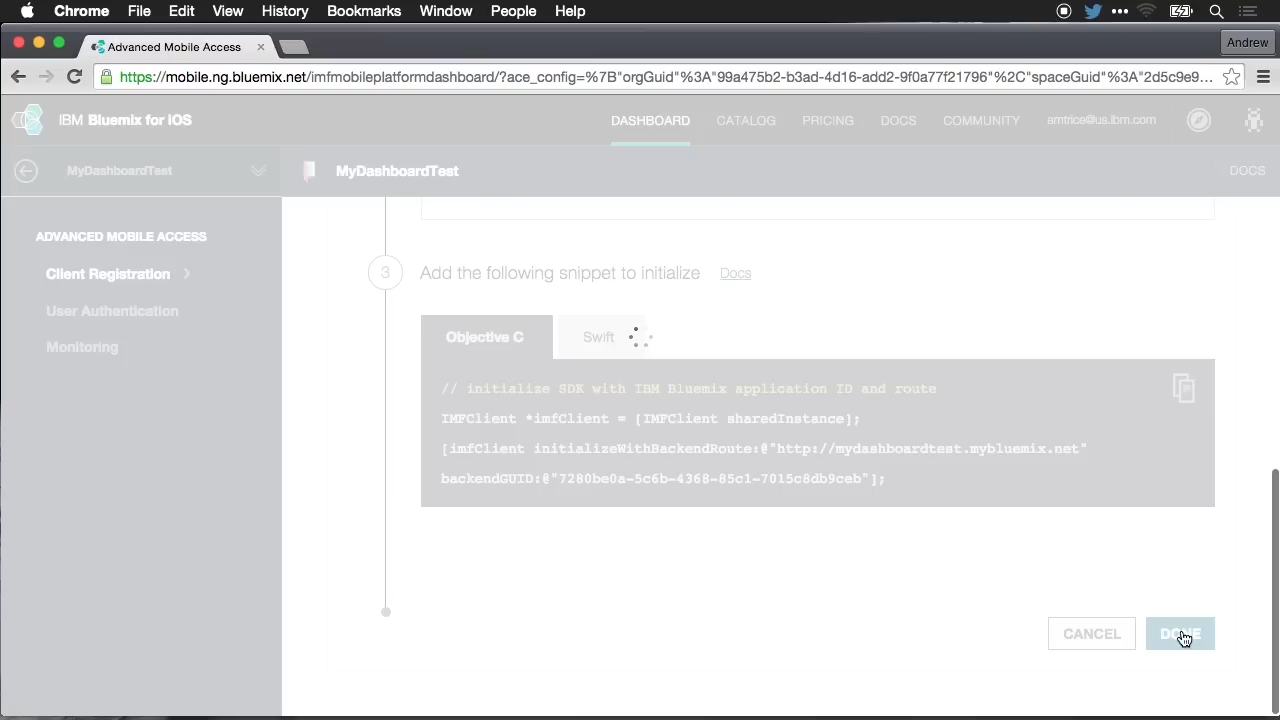 Chrome File Edit View History Bookmarks Window People Help
Advanced Mobile Access
Andrew
https://mobile.ng.bluemix.net/imfmobileplatformdashboard/?ace_config=%7B"orgGuid"%3A"99a475b2-b3bd-4d16-add2-9f0a77f21796"%2C"spaceGuid"%3A"2d5c9e9...
IBM Bluemix for iOS
DASHBOARD CATALOG PRICING DOCS COMMUNITY amtrice@us.ibm.com
MyDashboardTest
MyDashboardTest
DOCS
ADVANCED MOBILE ACCESS
Client Registration
User Authentication
Monitoring
3 Add the following snippet to initialize Docs
Objective C Swift
// initialize SDK with IBM Bluemix application ID and route
IMFClient *imfClient = [IMFClient sharedInstance];
[imfClient initializeWithBackendRoute:@"http://mydashboardtest.mybluemix.net"
backendGUID:@"7280be0a-5c6b-4368-85c1-7015c8db9ceb"];
CANCEL DONE